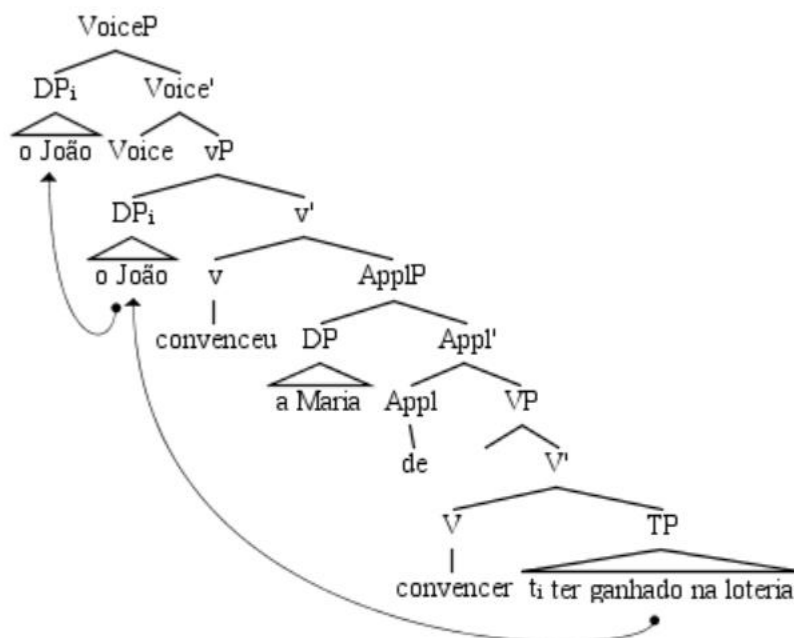 VoiceP
DPi Voice'
o João Voice vP
DPi v'
o João v ApplP
convenceu DP Appl'
a Maria Appl VP
de V'
V TP
convencer ti ter ganhado na loteria